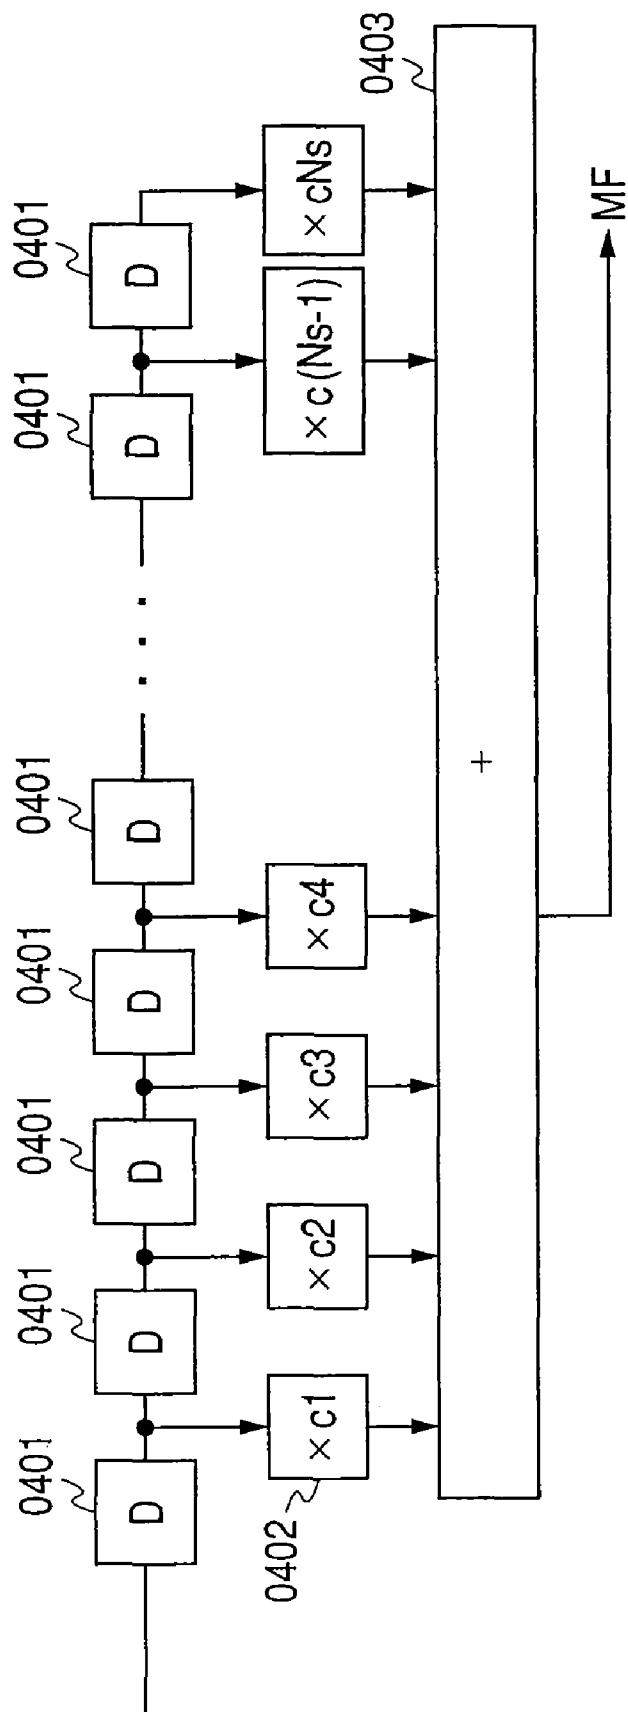 0401 0401 0401 0401 0401 0401 0401
D D D D D . . . D D
0402
× c1 × c2 × c3 × c4 × c(Ns-1) × cNs
0403
+
MF